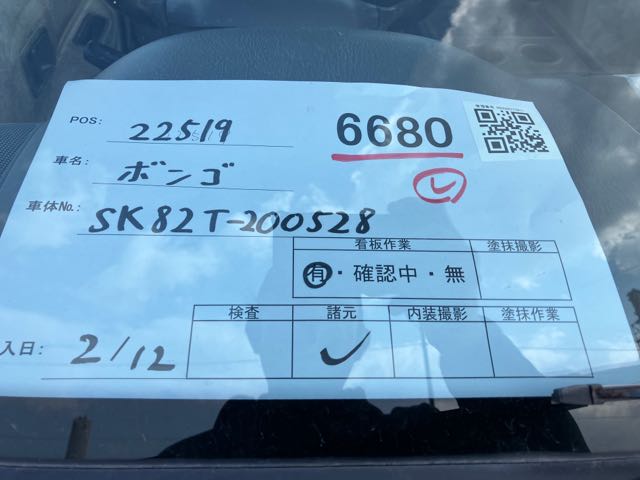 6680
POS: 22519
車名: ボンゴ
レ
車体No.: SK82T-200528
看板作業 塗抹撮影
有・確認中・無
検査 諸元 内装撮影 塗抹作業
入日: 2/12 ✓